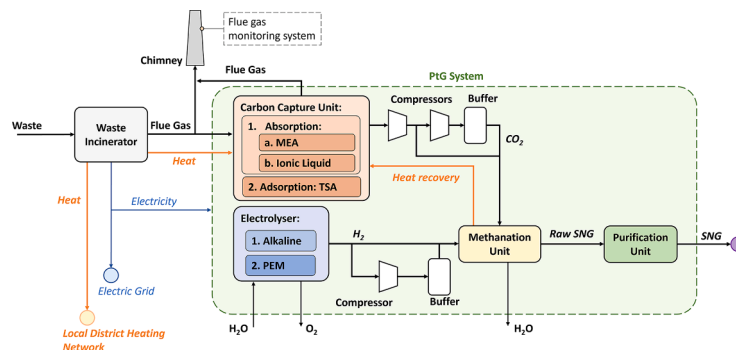 Flue gas
monitoring system
Chimney
Flue Gas
PtG System
Carbon Capture Unit:
Compressors
Buffer
Waste
Waste
Incinerator
Flue Gas
1. Absorption:
a. MEA
b. Ionic Liquid
2. Adsorption: TSA
CO2
Heat
Heat recovery
Heat
Electricity
Electrolyser:
1. Alkaline
2. PEM
H2
Methanation
Unit
Raw SNG
Purification
Unit
SNG
Compressor
Buffer
Electric Grid
Local District Heating
Network
H2O
O2
H2O